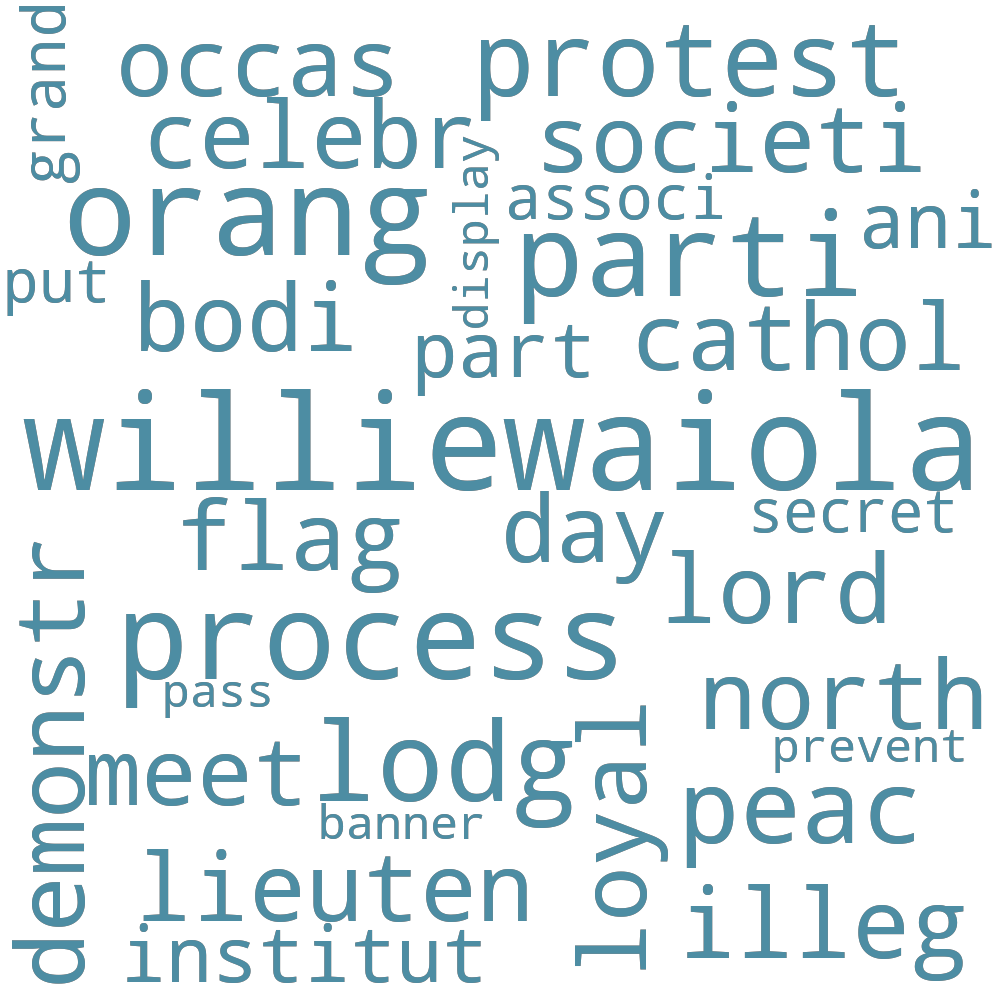 grand
occas
protest
celebr
societi
display
associ
orang
parti
ani
put
bodi
part
cathol
williewaiola
flag
day
secret
demonstr
lord
process
pass
north
loyal
prevent
meet
lodg
peac
banner
lieuten
illeg
institut